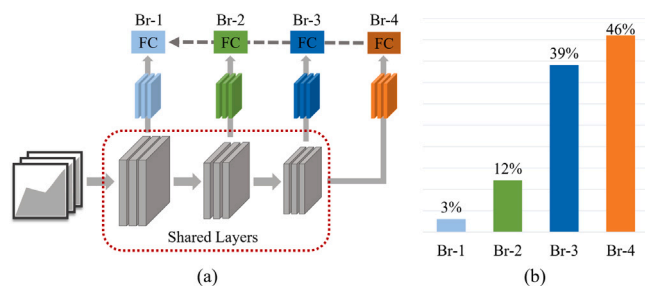 Br-1 Br-2 Br-3 Br-4
FC FC FC FC
Shared Layers
(a)
46%
39%
12%
3%
Br-1 Br-2 Br-3 Br-4
(b)